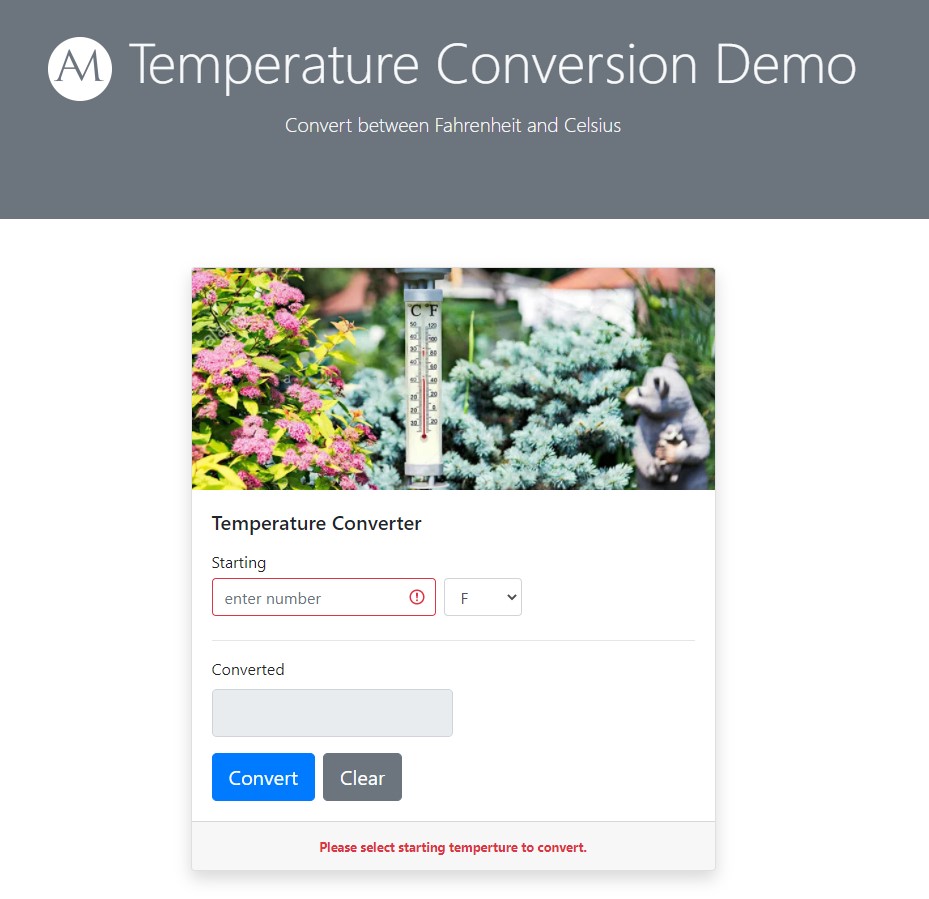 AM Temperature Conversion Demo
Convert between Fahrenheit and Celsius
C F
Temperature Converter
Starting
enter number
F
Converted
Convert
Clear
Please select starting temperture to convert.